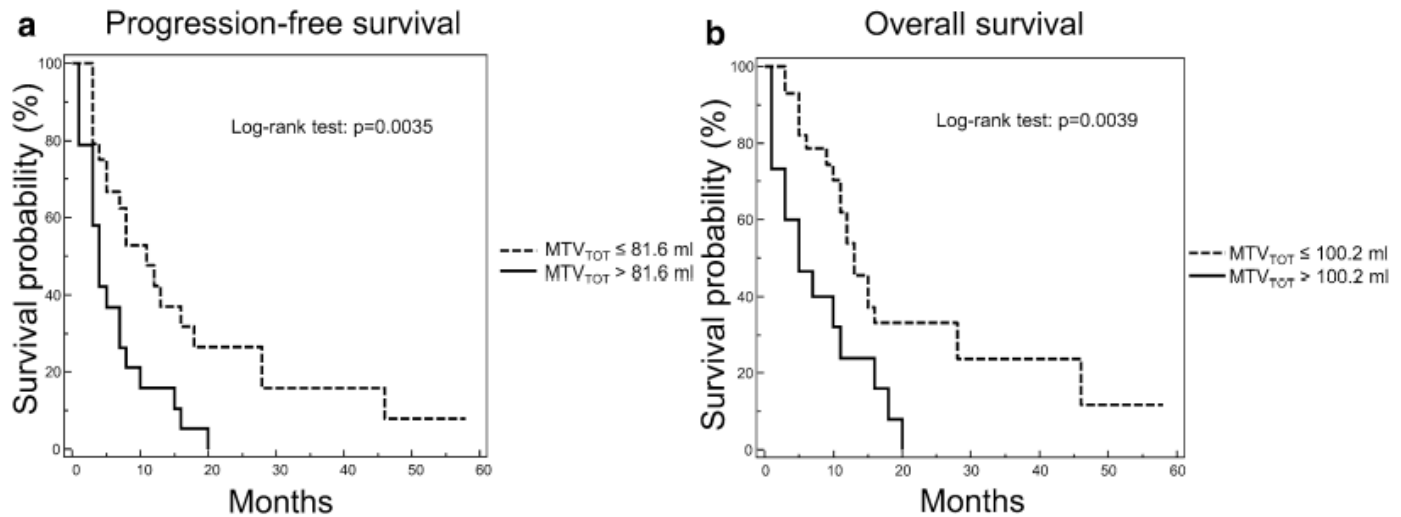 a Progression-free survival
Survival probability (%)
100
80
60
40
20
0
Log-rank test: p=0.0035
0 10 20 30 40 50 60
Months
MTVTOT ≤ 81.6 ml
MTVTOT > 81.6 ml
b Overall survival
Survival probability (%)
100
80
60
40
20
0
Log-rank test: p=0.0039
0 10 20 30 40 50 60
Months
MTVTOT ≤ 100.2 ml
MTVTOT > 100.2 ml